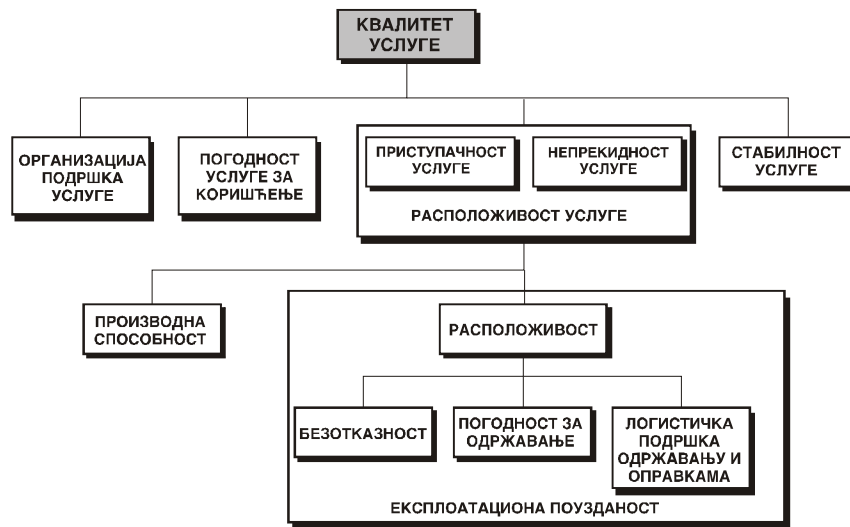 КВАЛИТЕТ
УСЛУГЕ
ОРГАНИЗАЦИЈА
ПОДРШКА
УСЛУГЕ
ПОГОДНОСТ
УСЛУГЕ ЗА
КОРИШЋЕЊЕ
ПРИСТУПАЧНОСТ
УСЛУГЕ
НЕПРЕКИДНОСТ
УСЛУГЕ
РАСПОЛОЖИВОСТ УСЛУГЕ
СТАБИЛНОСТ
УСЛУГЕ
ПРОИЗВОДНА
СПОСОБНОСТ
РАСПОЛОЖИВОСТ
БЕЗОТКАЗНОСТ
ПОГОДНОСТ ЗА
ОДРЖАВАЊЕ
ЛОГИСТИЧКА
ПОДРШКА
ОДРЖАВАЊУ И
ОПРАВКАМА
ЕКСПЛОАТАЦИОНА ПОУЗДАНОСТ